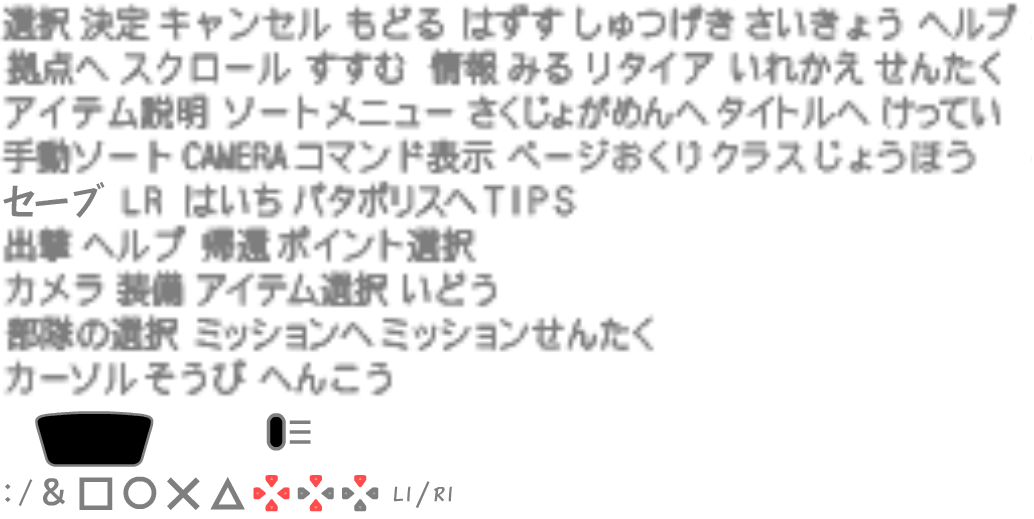 選択 決定 キャンセル もどる はずす しゅつげき さいきょう ヘルプ
拠点へ スクロール すすむ 情報 みる リタイア いれかえ せんたく
アイテム説明 ソートメニュー さくじょがめんへ タイトルへ けってい
手動ソート CAMERA コマンド表示 ページおくり クラスじょうほう
セーブ LR はいち パタポリスへ TIPS
出撃 ヘルプ 帰還 ポイント選択
カメラ 装備 アイテム選択 いどう
部隊の選択 ミッションへ ミッションせんたく
カーソル そうび へんこう
:/ & □ ○ × △ L1/R1